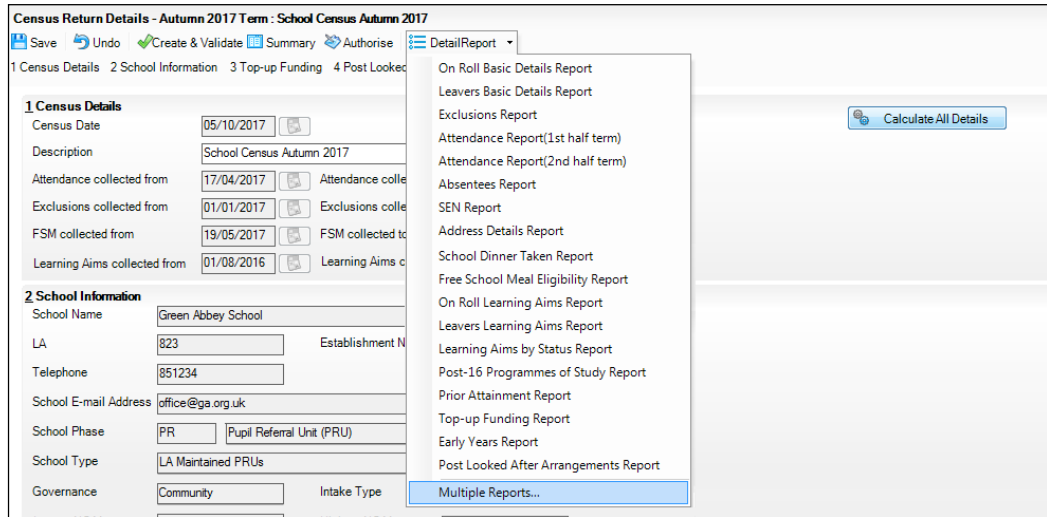 Census Return Details - Autumn 2017 Term : School Census Autumn 2017
Save Undo Create & Validate Summary Authorise DetailReport
1 Census Details 2 School Information 3 Top-up Funding 4 Post Looked
On Roll Basic Details Report
Leavers Basic Details Report
Exclusions Report
Attendance Report(1st half term)
Attendance Report(2nd half term)
Absentees Report
SEN Report
Address Details Report
School Dinner Taken Report
Free School Meal Eligibility Report
On Roll Learning Aims Report
Leavers Learning Aims Report
Learning Aims by Status Report
Post-16 Programmes of Study Report
Prior Attainment Report
Top-up Funding Report
Early Years Report
Post Looked After Arrangements Report
Multiple Reports...
1 Census Details
Calculate All Details
Census Date 05/10/2017
Description School Census Autumn 2017
Attendance collected from 17/04/2017 Attendance colle
Exclusions collected from 01/01/2017 Exclusions colle
FSM collected from 19/05/2017 FSM collected to
Learning Aims collected from 01/08/2016 Learning Aims c
2 School Information
School Name Green Abbey School
LA 823 Establishment N
Telephone 851234
School E-mail Address office@ga.org.uk
School Phase PR Pupil Referral Unit (PRU)
School Type LA Maintained PRUs
Governance Community Intake Type